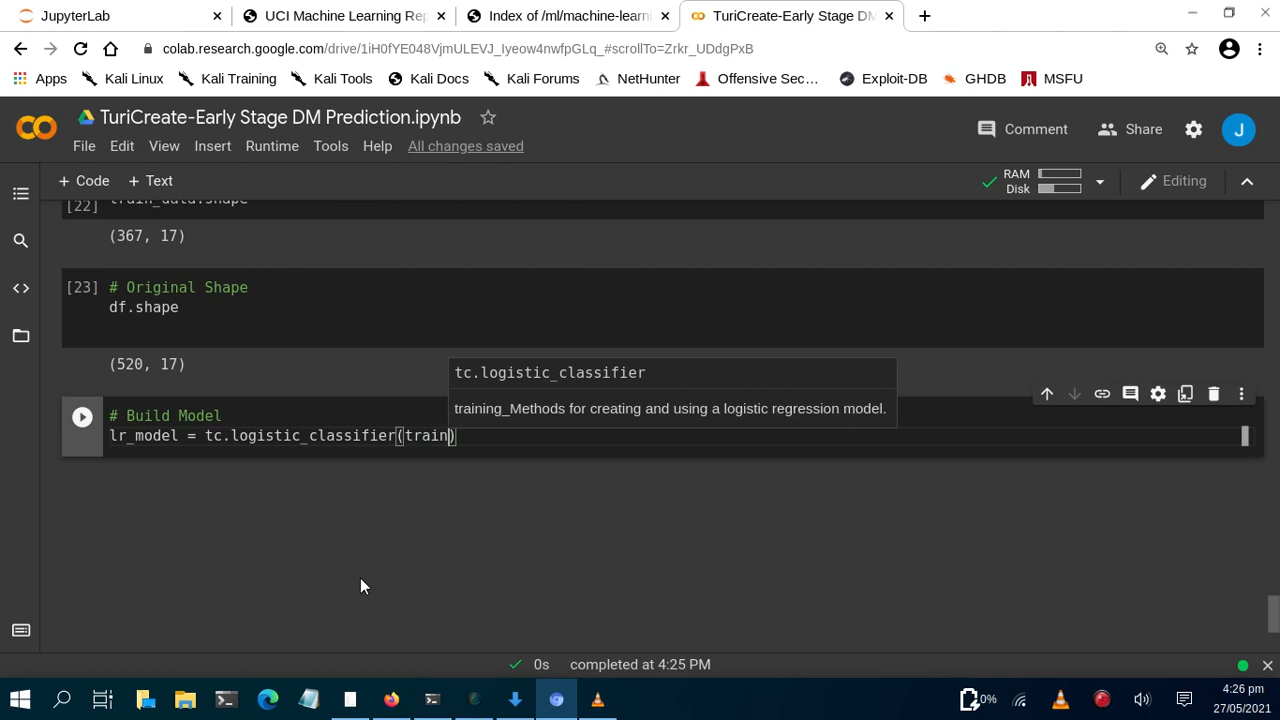 JupyterLab
UCI Machine Learning Rep
Index of /ml/machine-learni
TuriCreate-Early Stage DM
colab.research.google.com/drive/1iH0fYE048VjmULEVJ_Iyeow4nwfpGLq_#scrollTo=Zrkr_UDdgPxB
Apps Kali Linux Kali Training Kali Tools Kali Docs Kali Forums NetHunter Offensive Sec... Exploit-DB GHDB MSFU
TuriCreate-Early Stage DM Prediction.ipynb
Comment Share J
File Edit View Insert Runtime Tools Help All changes saved
+ Code + Text
RAM
Disk
Editing
[22] train_data.shape
(367, 17)
[23] # Original Shape
df.shape
(520, 17)
tc.logistic_classifier
training_Methods for creating and using a logistic regression model.
# Build Model
lr_model = tc.logistic_classifier(train)
0s completed at 4:25 PM
0%
4:26 pm
27/05/2021